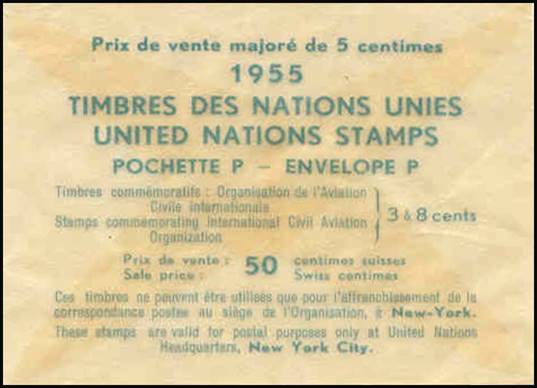 Prix de vente majoré de 5 centimes
1955
TIMBRES DES NATIONS UNIES
UNITED NATIONS STAMPS
POCHETTE P – ENVELOPE P
Timbres commémoratifs : Organisation de l'Aviation
Civile Internationale
Stamps commemorating International Civil Aviation
Organization
3 & 8 cents
Prix de vente : 50 centimes suisses
Sale price : Swiss centimes
Ces timbres ne peuvent être utilisés que pour l'affranchissement de la
correspondance postée au siège de l'Organisation, à New-York.
These stamps are valid for postal purposes only at United Nations
Headquarters, New York City.